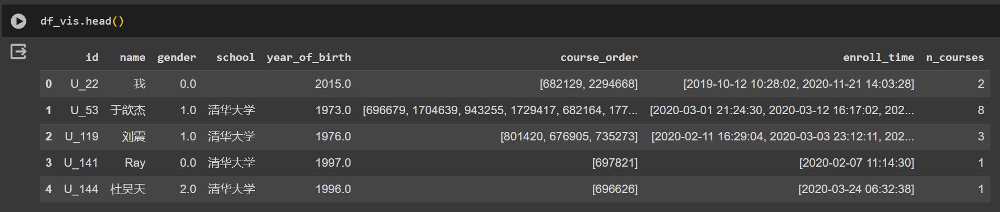 df_vis.head()
id name gender school year_of_birth course_order enroll_time n_courses
0 U_22 我 0.0 2015.0 [682129, 2294668] [2019-10-12 10:28:02, 2020-11-21 14:03:28] 2
1 U_53 于歆杰 1.0 清华大学 1973.0 [696679, 1704639, 943255, 1729417, 682164, 177... [2020-03-01 21:24:30, 2020-03-12 16:17:02, 202... 8
2 U_119 刘震 1.0 清华大学 1976.0 [801420, 676905, 735273] [2020-02-11 16:29:04, 2020-03-03 23:12:11, 202... 3
3 U_141 Ray 0.0 清华大学 1997.0 [697821] [2020-02-07 11:14:30] 1
4 U_144 杜昊天 2.0 清华大学 1996.0 [696626] [2020-03-24 06:32:38] 1